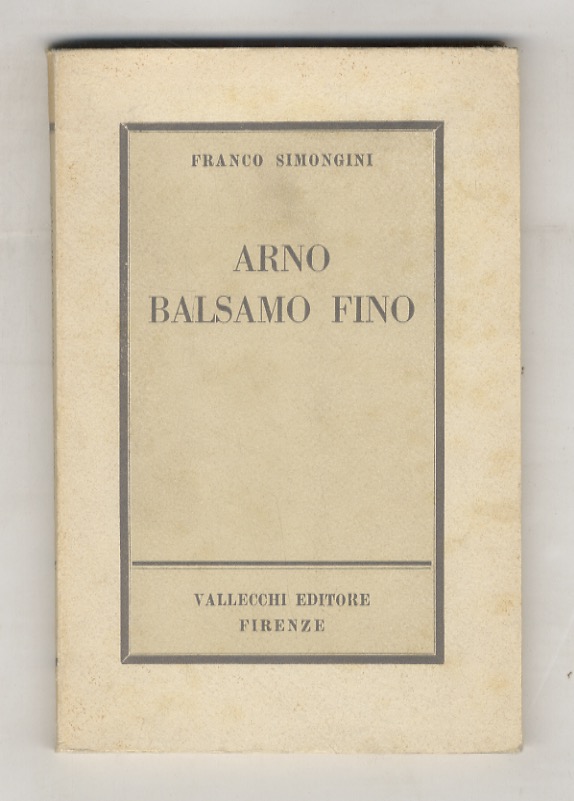 FRANCO SIMONGINI
ARNO
BALSAMO FINO
VALLECCHI EDITORE
FIRENZE